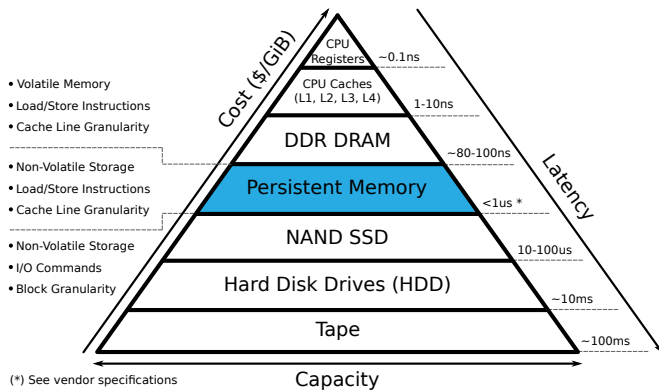 Cost ($/GiB)
CPU
Registers
~0.1ns
CPU Caches
(L1, L2, L3, L4)
1-10ns
• Volatile Memory
• Load/Store Instructions
• Cache Line Granularity
DDR DRAM
~80-100ns
Latency
• Non-Volatile Storage
• Load/Store Instructions
• Cache Line Granularity
Persistent Memory
<1us *
• Non-Volatile Storage
• I/O Commands
• Block Granularity
NAND SSD
10-100us
Hard Disk Drives (HDD)
~10ms
Tape
~100ms
(*) See vendor specifications
Capacity